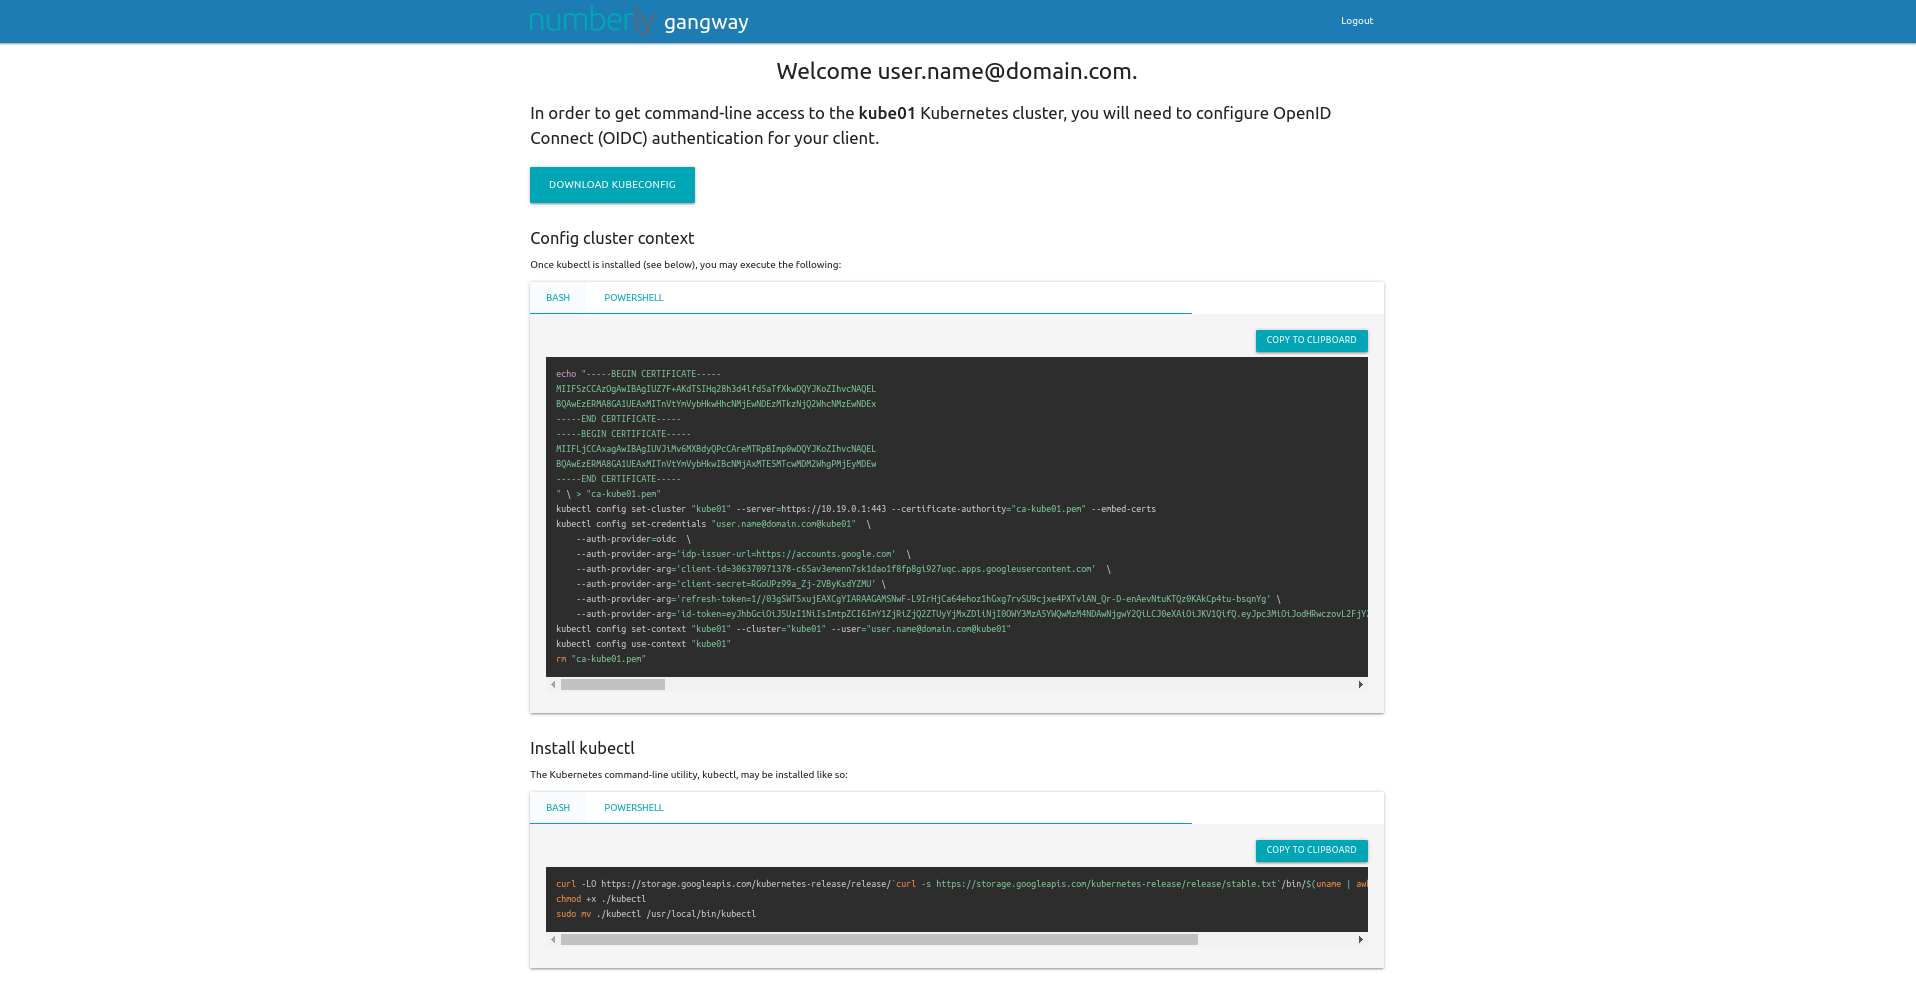 numberly gangway
Logout
Welcome user.name@domain.com.
In order to get command-line access to the kube01 Kubernetes cluster, you will need to configure OpenID
Connect (OIDC) authentication for your client.
DOWNLOAD KUBECONFIG
Config cluster context
Once kubectl is installed (see below), you may execute the following:
BASH POWERSHELL
COPY TO CLIPBOARD
echo "-----BEGIN CERTIFICATE-----
MIIFSzCCAzOgAwIBAgIUZ7F+AKdTSIHq28h3d4lfd5aTfXkwDQYJKoZIhvcNAQEL
BQAwEzERMA8GA1UEAxMITnVtYmVybHkwHhcNMjEwNDEzMTkzNjQ2WhcNMzEwNDEx
-----END CERTIFICATE-----
-----BEGIN CERTIFICATE-----
MIIFLjCCAxagAwIBAgIUVJiMv6MXBdyQPcCAreMTRpBImp0wDQYJKoZIhvcNAQEL
BQAwEzERMA8GA1UEAxMITnVtYmVybHkwIBcNMjAxMTE5MTcwMDM2WhgPMjEyMDEw
-----END CERTIFICATE-----
" \ > "ca-kube01.pem"
kubectl config set-cluster "kube01" --server=https://10.19.0.1:443 --certificate-authority="ca-kube01.pem" --embed-certs
kubectl config set-credentials "user.name@domain.com@kube01" \
--auth-provider=oidc \
--auth-provider-arg='idp-issuer-url=https://accounts.google.com' \
--auth-provider-arg='client-id=306370971378-c65av3emenn7sk1dao1f8fp8gi927uqc.apps.googleusercontent.com' \
--auth-provider-arg='client-secret=RGoUPz99a_Zj-2VByKsdYZMU' \
--auth-provider-arg='refresh-token=1//03gSWT5xujEAXCgYIARAAGAMSNwF-L9IrHjCa64ehoz1hGxg7rvSU9cjxe4PXTvlAN_Qr-D-enAevNtuKTQz0KAkCp4tu-bsqnYg' \
--auth-provider-arg='id-token=eyJhbGciOiJSUzI1NiIsImtpZCI6ImY1ZjRiZjQ2ZTUyYjMxZDliNjI0OWY3MzA5YWQwMzM4NDAwNjgwY2QiLCJ0eXAiOiJKV1QifQ.eyJpc3MiOiJodHRwczovL2FjY
kubectl config set-context "kube01" --cluster="kube01" --user="user.name@domain.com@kube01"
kubectl config use-context "kube01"
rm "ca-kube01.pem"
Install kubectl
The Kubernetes command-line utility, kubectl, may be installed like so:
BASH POWERSHELL
COPY TO CLIPBOARD
curl -LO https://storage.googleapis.com/kubernetes-release/release/`curl -s https://storage.googleapis.com/kubernetes-release/release/stable.txt`/bin/$(uname | aw
chmod +x ./kubectl
sudo mv ./kubectl /usr/local/bin/kubectl